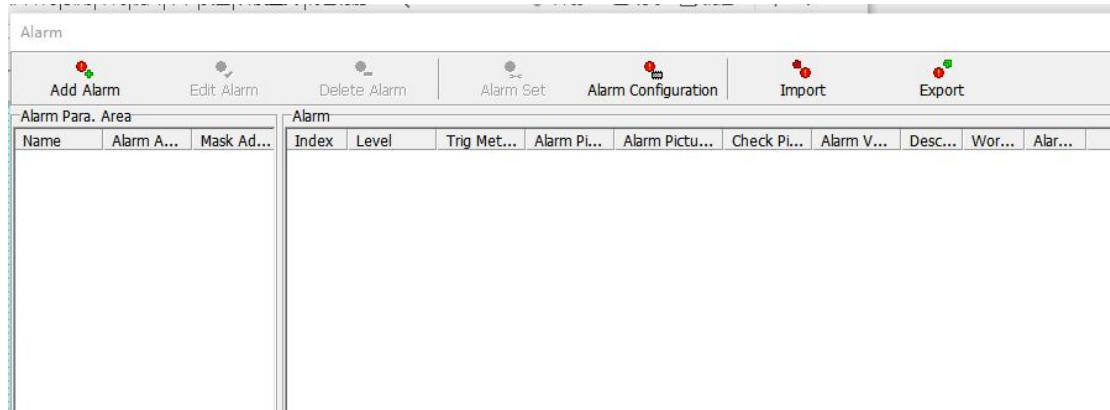 Alarm
Add Alarm Edit Alarm Delete Alarm Alarm Set Alarm Configuration Import Export
Alarm Para. Area Alarm
Name Alarm A... Mask Ad... Index Level Trig Met... Alarm Pi... Alarm Pictu... Check Pi... Alarm V... Desc... Wor... Alar...